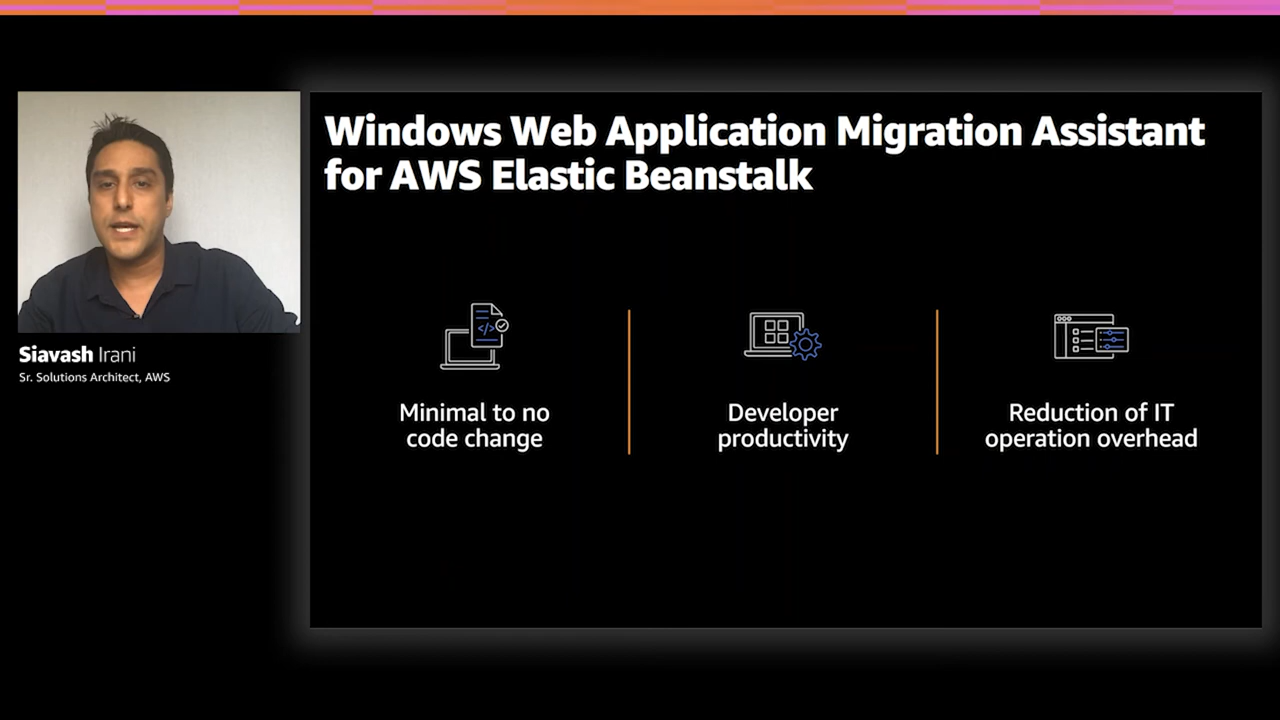 Windows Web Application Migration Assistant
for AWS Elastic Beanstalk
Siavash Irani
Sr. Solutions Architect, AWS
</>
Minimal to no
code change
Developer
productivity
Reduction of IT
operation overhead